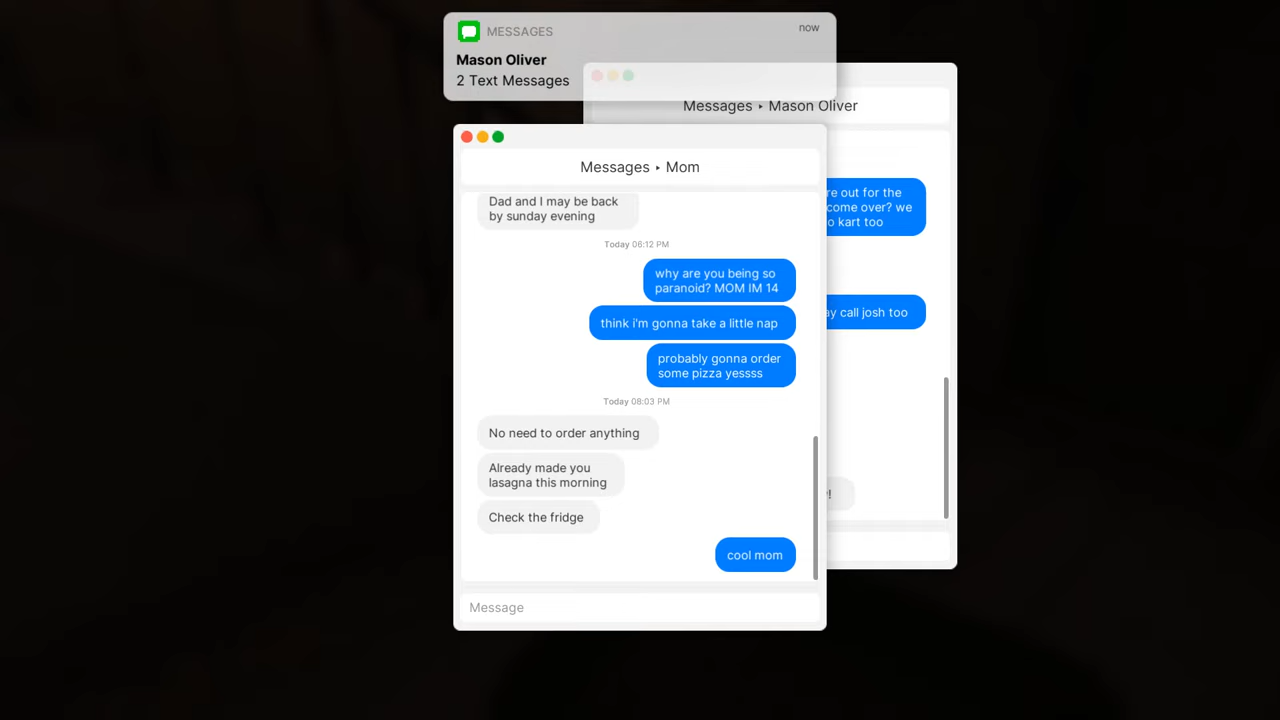 MESSAGES
now
Mason Oliver
2 Text Messages
Messages ‣ Mason Oliver
re out for the
come over? we
o kart too
ay call josh too
!
Messages ‣ Mom
Dad and I may be back
by sunday evening
Today 06:12 PM
why are you being so
paranoid? MOM IM 14
think i'm gonna take a little nap
probably gonna order
some pizza yessss
Today 08:03 PM
No need to order anything
Already made you
lasagna this morning
Check the fridge
cool mom
Message